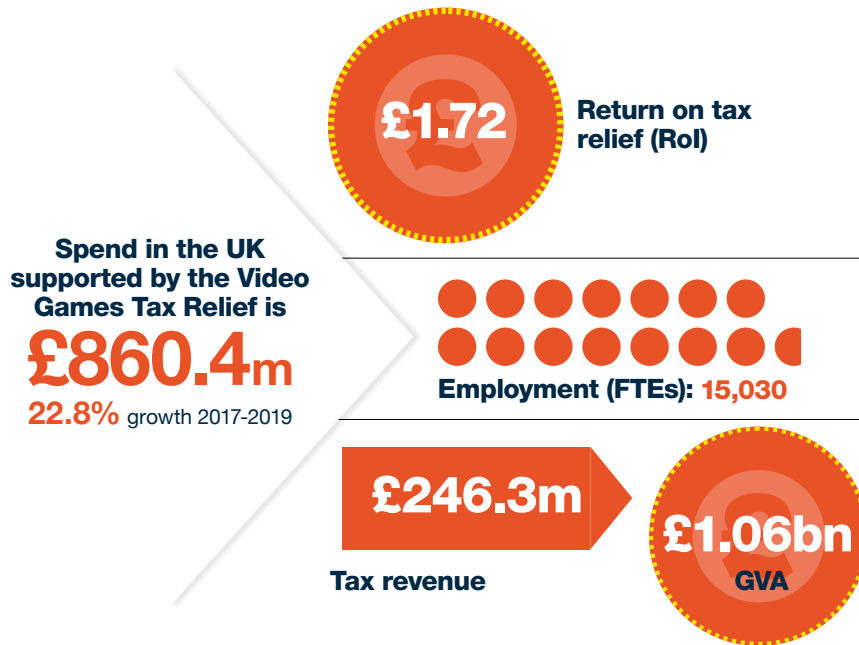 Spend in the UK
supported by the Video
Games Tax Relief is
£860.4m
22.8% growth 2017-2019
£1.72
Return on tax
relief (RoI)
Employment (FTEs): 15,030
£246.3m
Tax revenue
£1.06bn
GVA